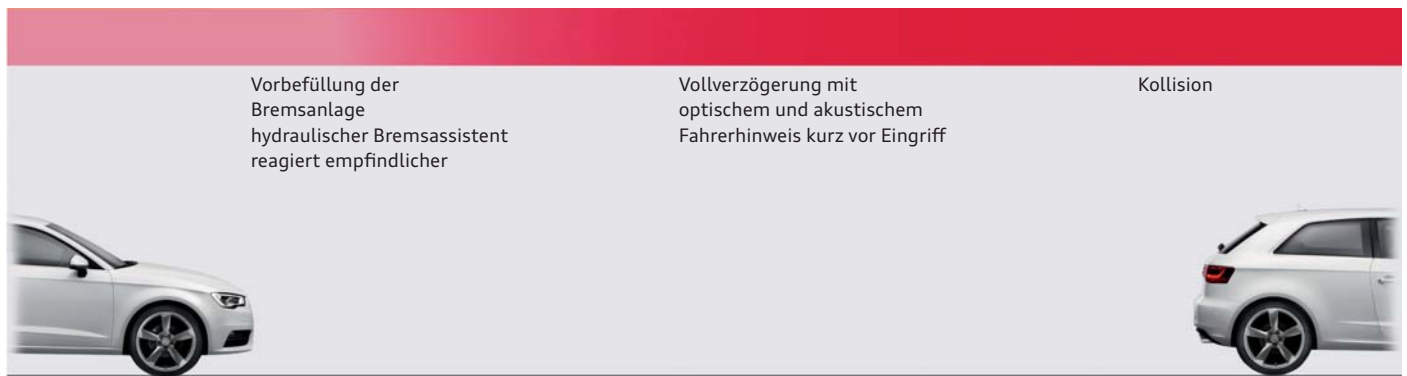 Vorbefüllung der
Bremsanlage
hydraulischer Bremsassistent
reagiert empfindlicher
Vollverzögerung mit
optischem und akustischem
Fahrerhinweis kurz vor Eingriff
Kollision